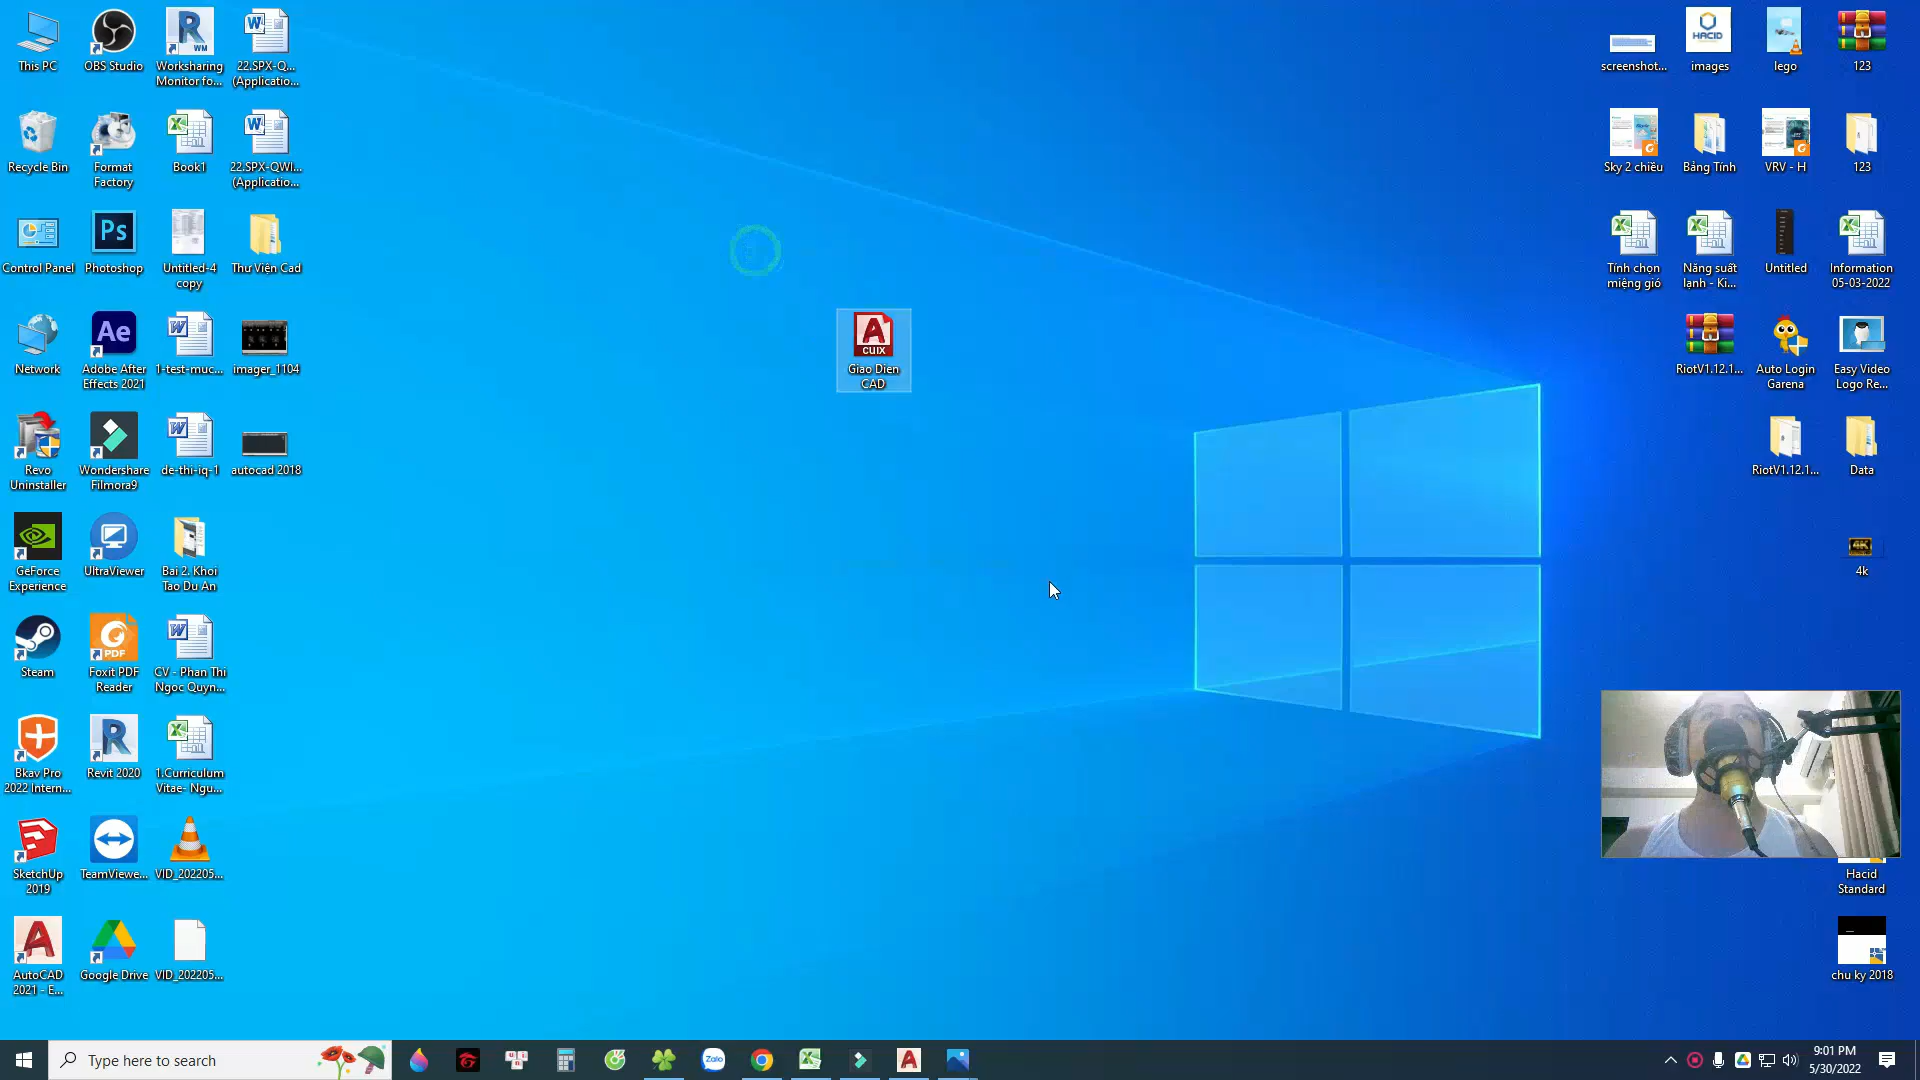 This PC
OBS Studio
Worksharing
Monitor fo...
22.SPX-Q...
(Applicatio...
screenshot...
images
lego
123
Recycle Bin
Format
Factory
Book1
22.SPX-QWI...
(Applicatio...
Sky 2 chiều
Bảng Tính
VRV - H
123
Control Panel
Photoshop
Untitled-4
copy
Thư Viện Cad
Tính chọn
miệng gió
Năng suất
lạnh - Ki...
Untitled
Information
05-03-2022
Network
Adobe After
Effects 2021
1-test-muc...
imager_1104
Giao Dien
CAD
RiotV1.12.1...
Auto Login
Garena
Easy Video
Logo Re...
Revo
Uninstaller
Wondershare
Filmora9
de-thi-iq-1
autocad 2018
RiotV1.12.1...
Data
GeForce
Experience
UltraViewer
Bai 2. Khoi
Tao Du An
4k
Steam
Foxit PDF
Reader
CV - Phan Thi
Ngoc Quyn...
Bkav Pro
2022 Intern...
Revit 2020
1.Curriculum
Vitae- Ngu...
SketchUp
2019
TeamViewe...
VID_202205...
Hacid
Standard
AutoCAD
2021 - E...
Google Drive
VID_202205...
chu ky 2018
Type here to search
Zalo
9:01 PM
5/30/2022